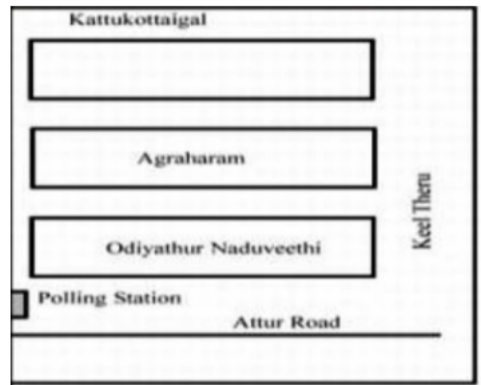 Kattukottaigal
Agraharam
Odiyathur Naduveethi
Keel Theru
Polling Station
Attur Road